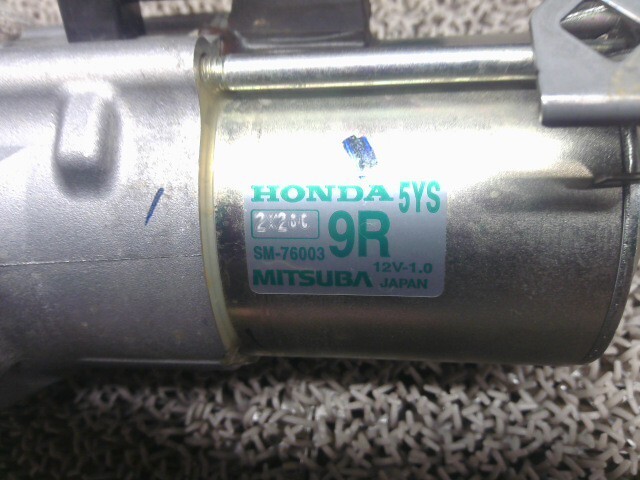 HONDA 5YS
9R
SM-76003
12V-1.0
MITSUBA JAPAN